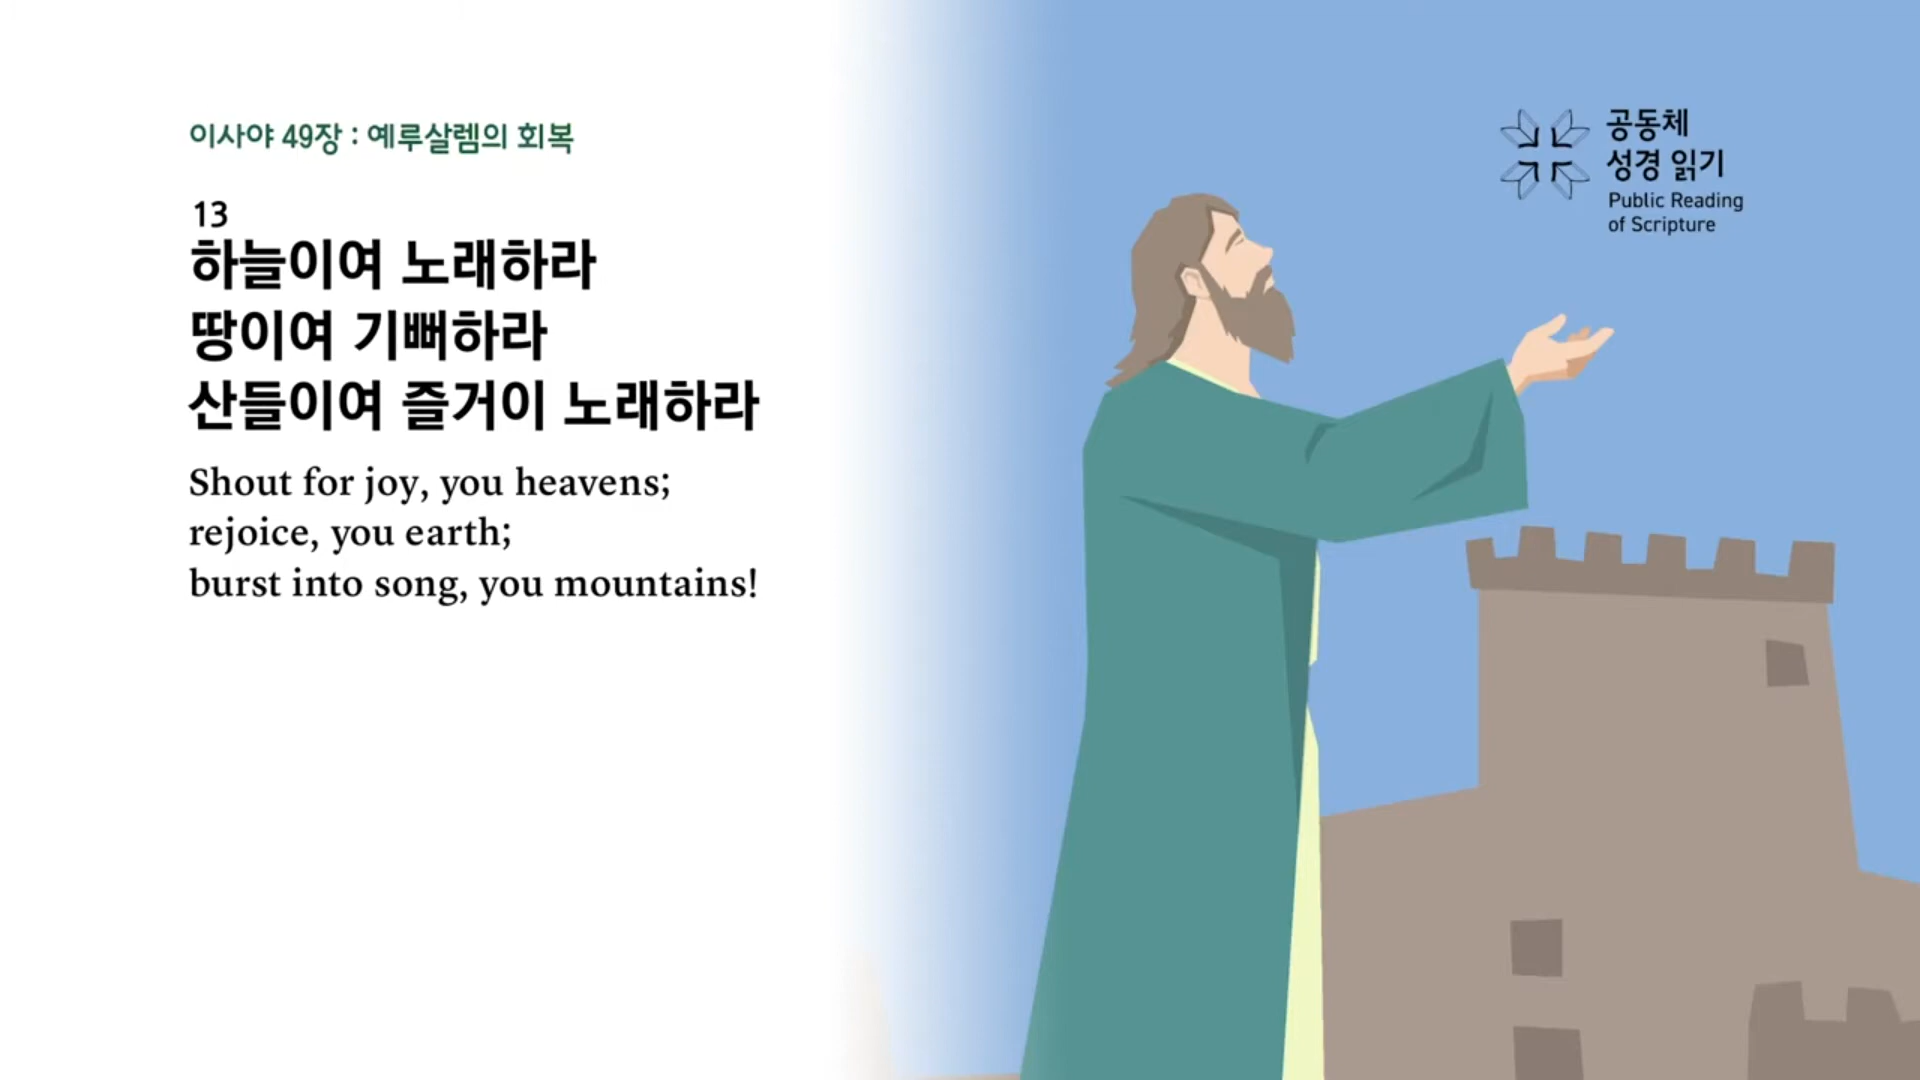 이사야 49장 : 예루살렘의 회복
13
하늘이여 노래하라
땅이여 기뻐하라
산들이여 즐거이 노래하라
Shout for joy, you heavens;
rejoice, you earth;
burst into song, you mountains!
공동체
성경 읽기
Public Reading
of Scripture